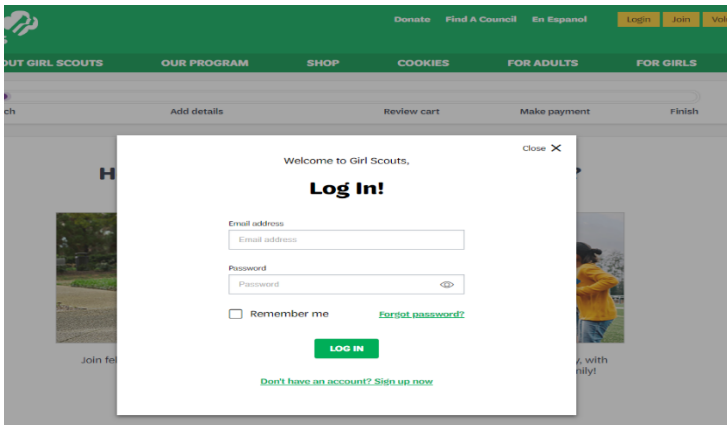 Donate Find A Council En Espanol Login Join Vol
OUT GIRL SCOUTS OUR PROGRAM SHOP COOKIES FOR ADULTS FOR GIRLS
ch Add details Review cart Make payment Finish
Close X
Welcome to Girl Scouts,
H ?
Log In!
Email address
Email address
Password
Password
Remember me Forgot password?
LOG IN
Join fel y, with
nily!
Don't have an account? Sign up now